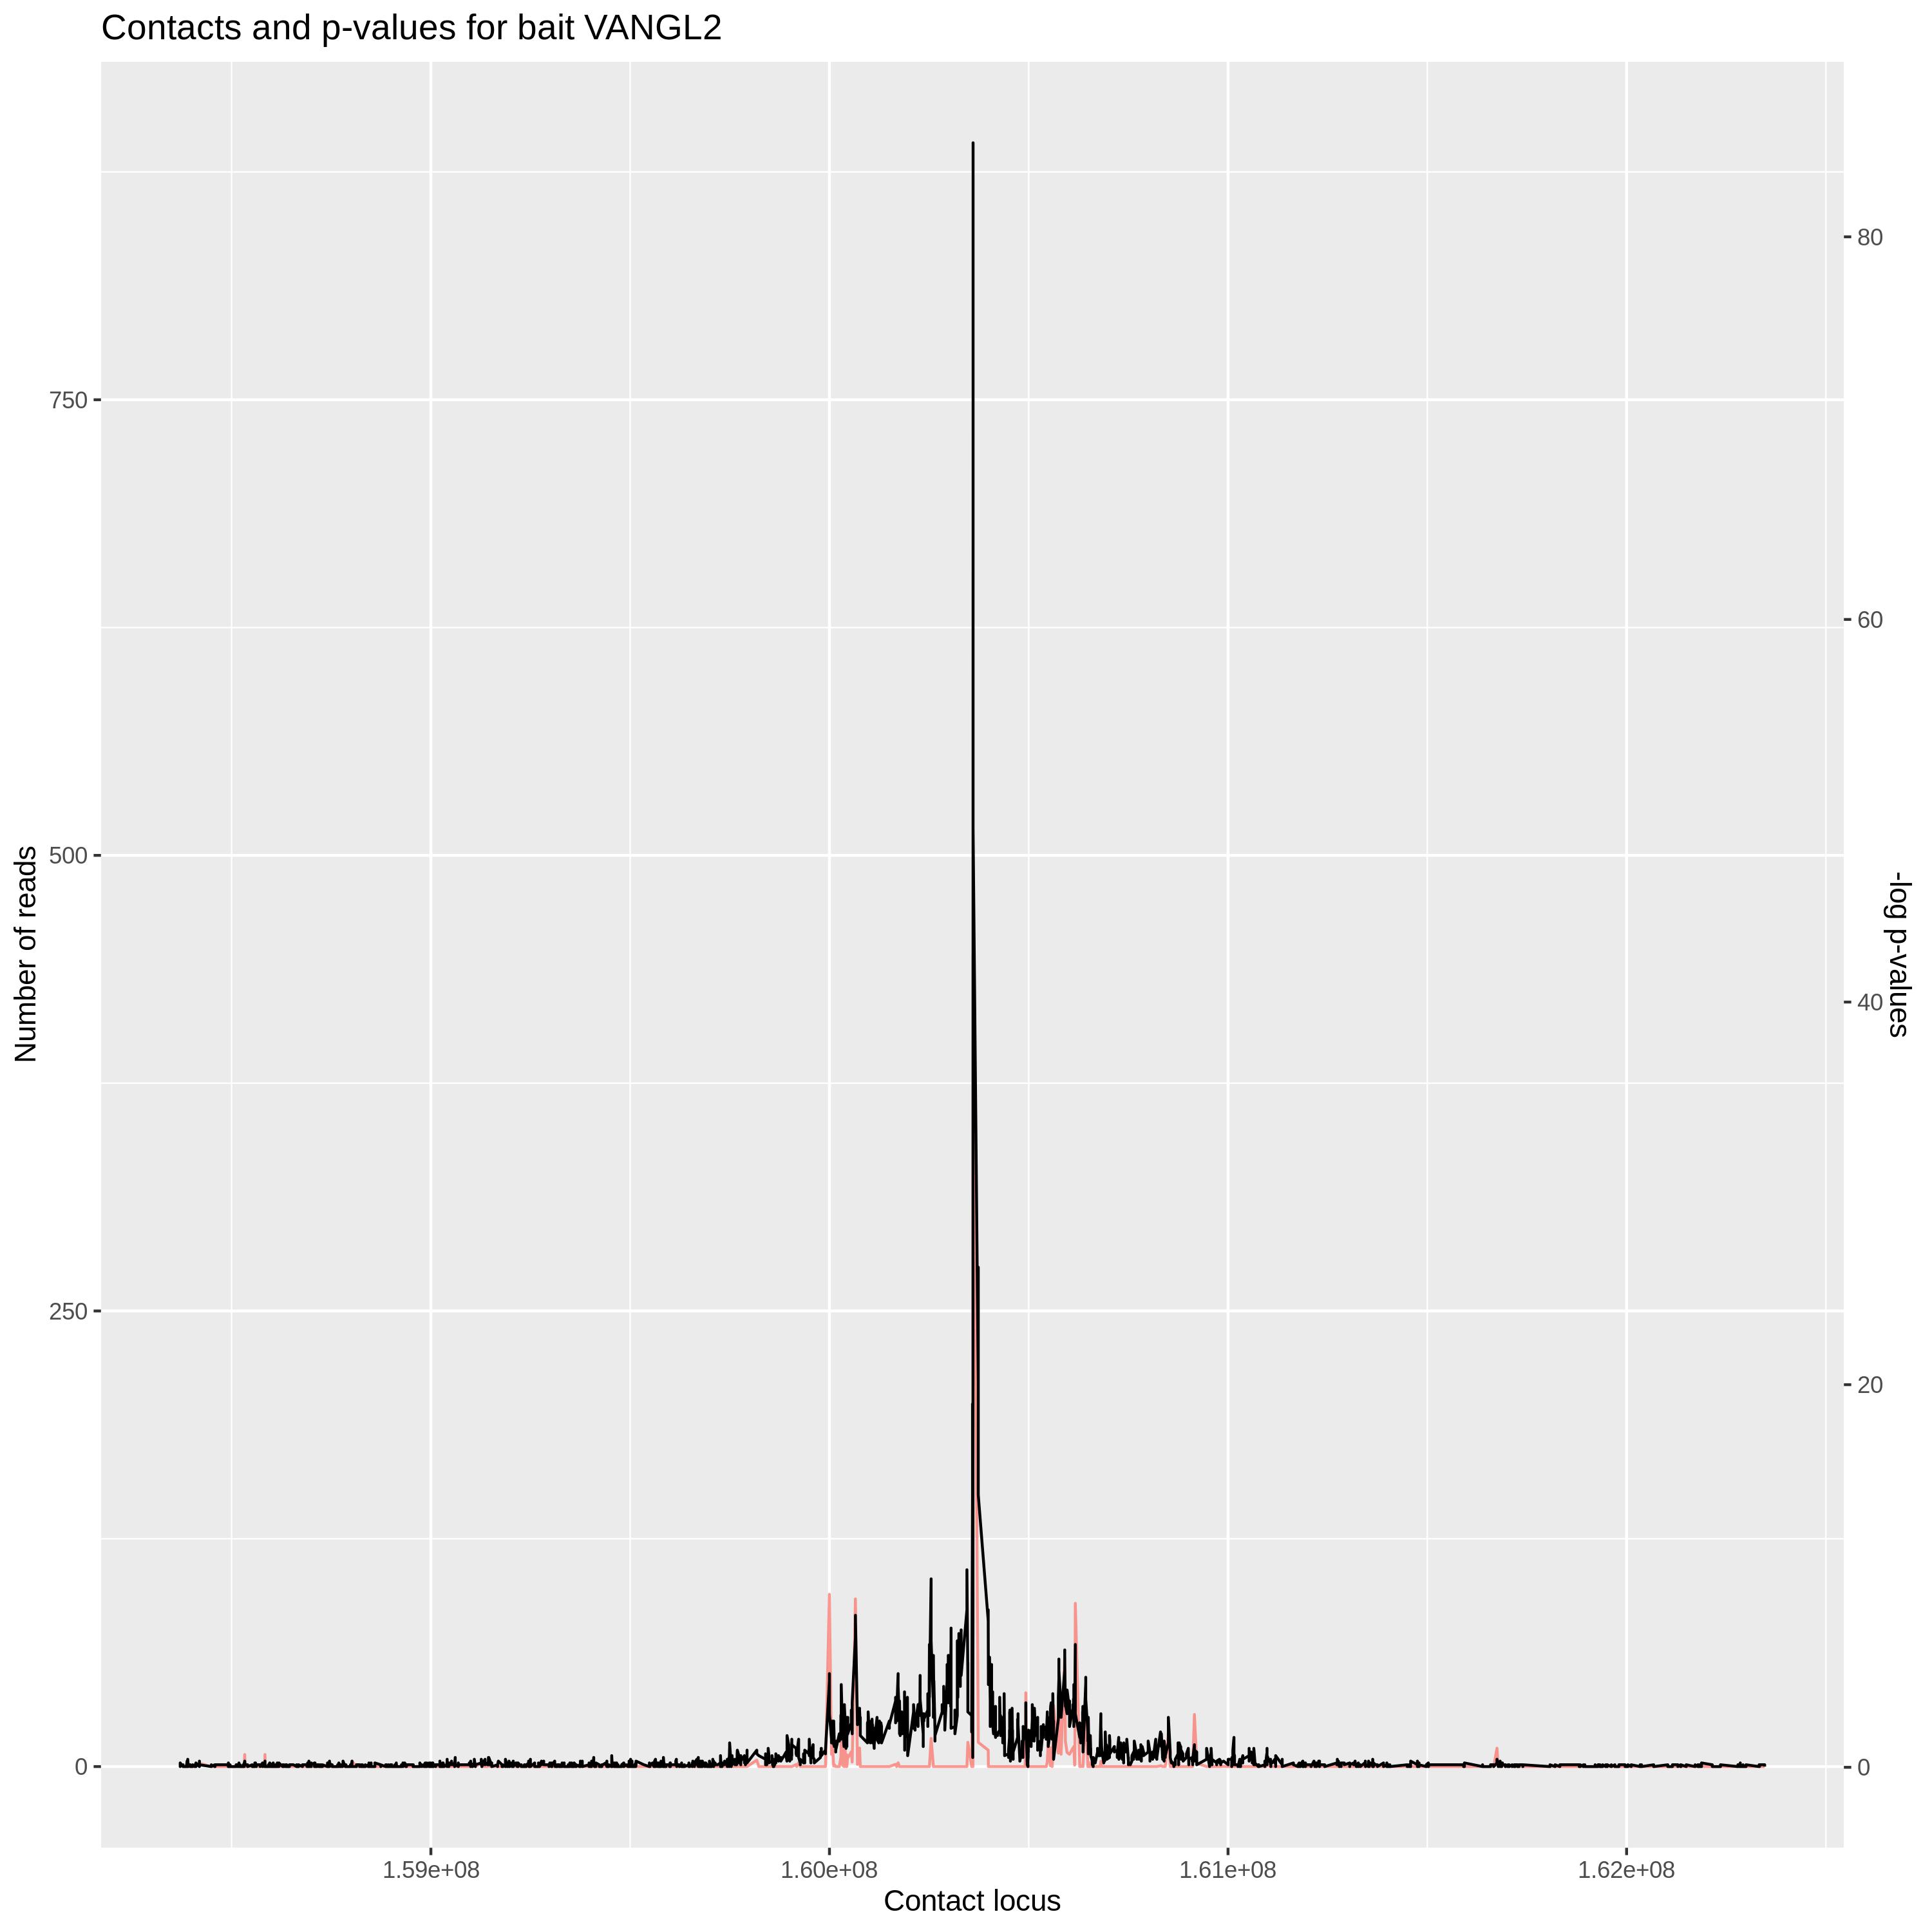 Contacts and p-values for bait VANGL2
Number of reads
750
500
250
0
80
60
40
20
0
-log p-values
1.59e+08
1.60e+08
1.61e+08
1.62e+08
Contact locus